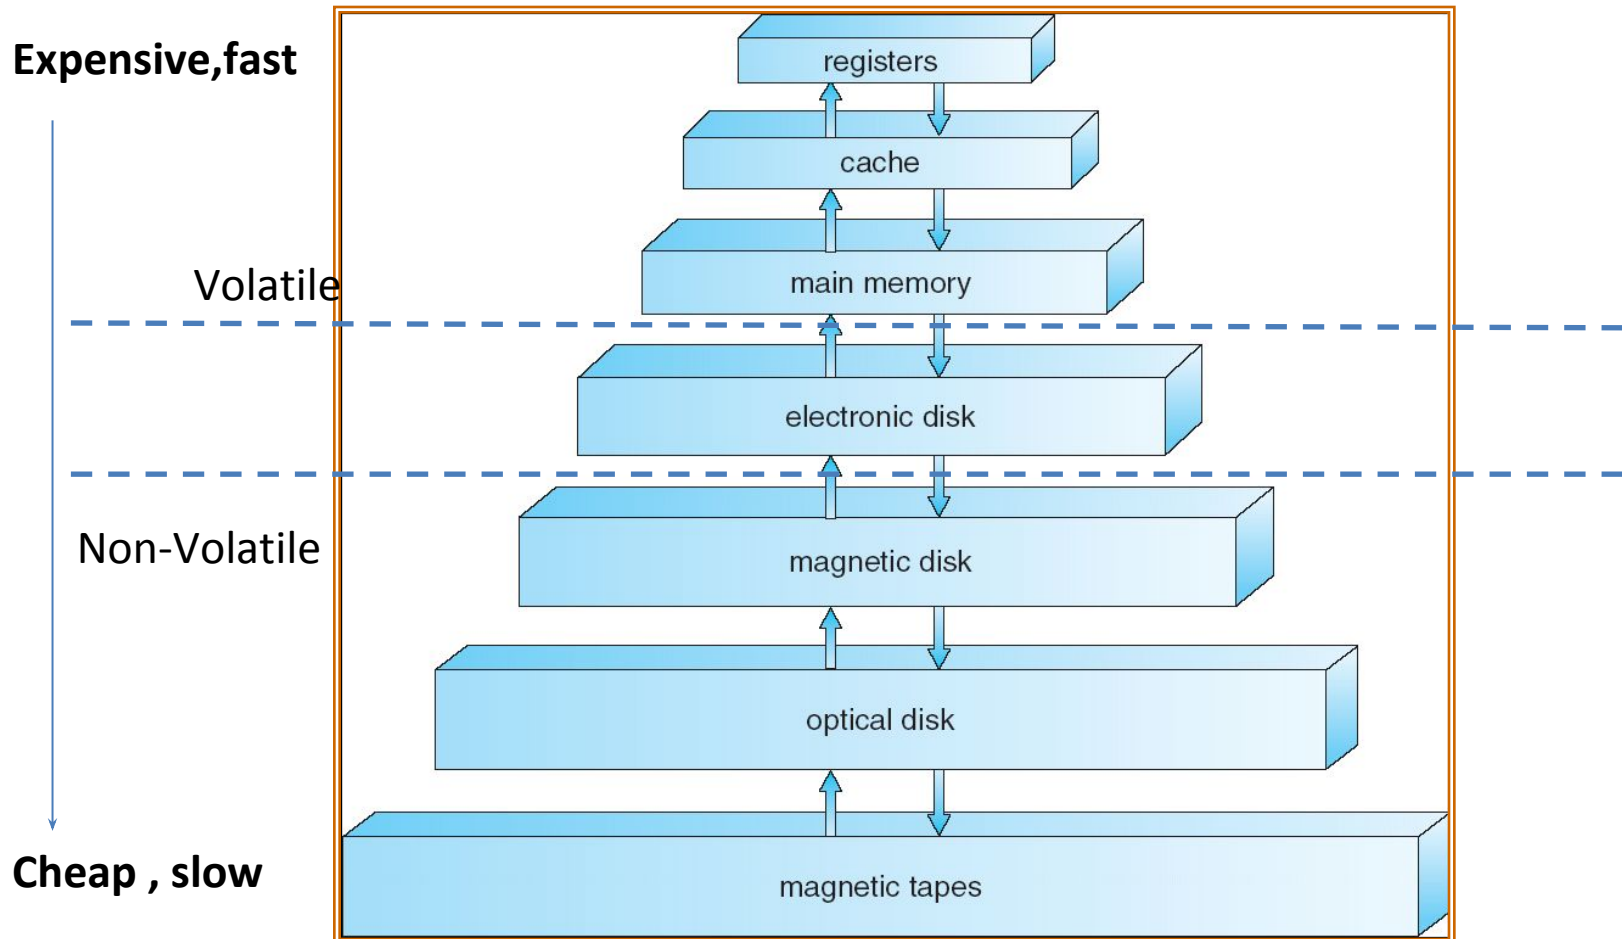 Expensive,fast
registers
cache
Volatile
main memory
electronic disk
Non-Volatile
magnetic disk
optical disk
Cheap , slow
magnetic tapes